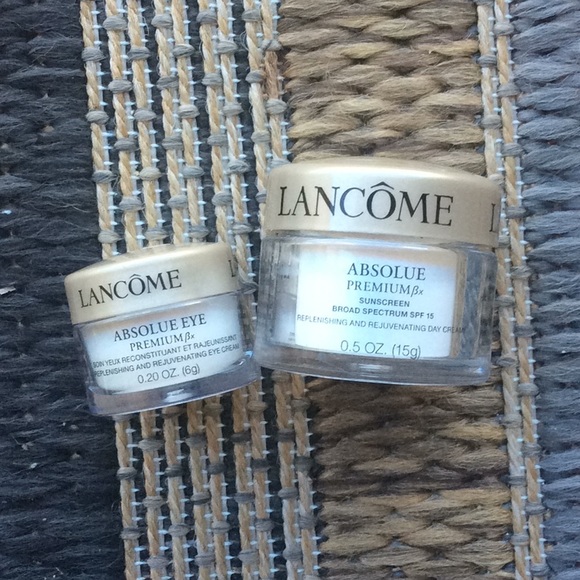 LANCÔME
ABSOLUE EYE
PREMIUM βx
SOIN YEUX RECONSTITUANT ET RAJEUNISSANT
REPLENISHING AND REJUVENATING EYE CREAM
0.20 OZ. (6g)
LANCÔME
ABSOLUE
PREMIUM βx
SUNSCREEN
BROAD SPECTRUM SPF 15
REPLENISHING AND REJUVENATING DAY CREAM
0.5 OZ. (15g)